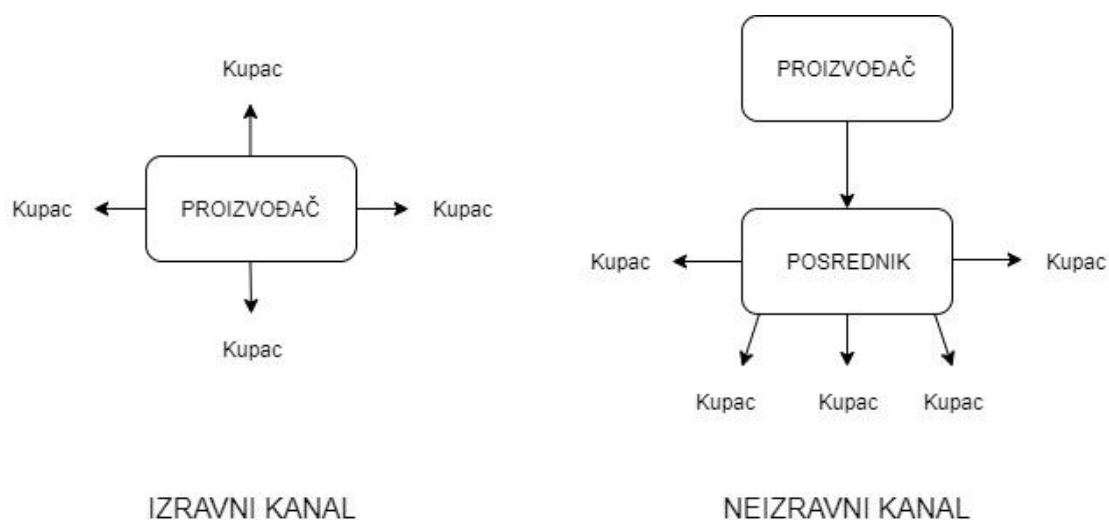 Kupac
Kupac
PROIZVOĐAČ
Kupac
Kupac
IZRAVNI KANAL
PROIZVOĐAČ
Kupac
POSREDNIK
Kupac
Kupac
Kupac
Kupac
NEIZRAVNI KANAL